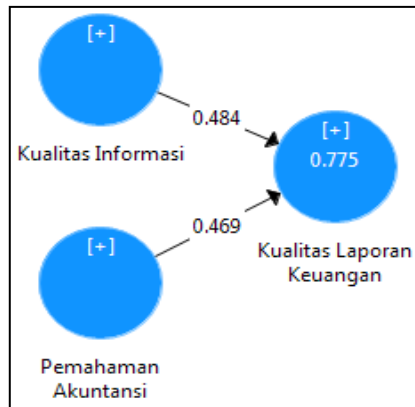 [+]
Kualitas Informasi
0.484
[+]
0.775
Kualitas Laporan
Keuangan
[+]
0.469
Pemahaman
Akuntansi